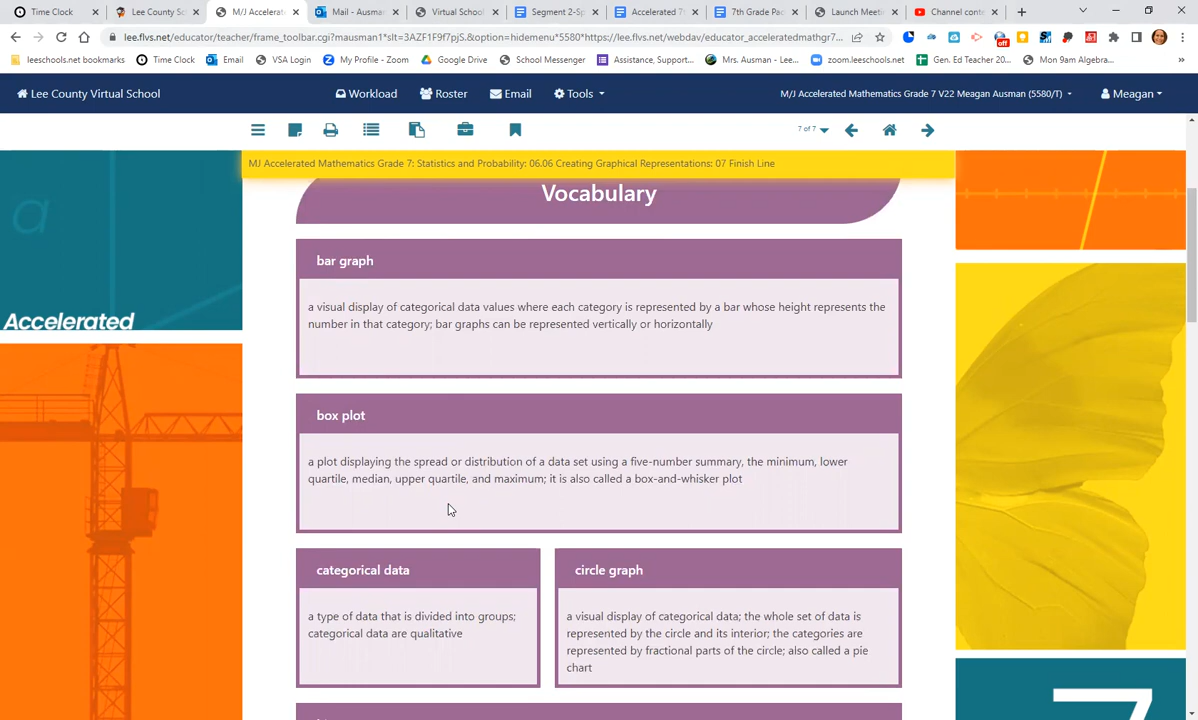 Time Clock
Lee County Sc
M/J Accelerat
Mail - Ausma
Virtual School
Segment 2-Sp
Accelerated 7
7th Grade Pac
Launch Meeti
Channel conte
lee.flvs.net/educator/teacher/frame_toolbar.cgi?mausman1*slt=3AZF1F9f7pjS.&option=hidemenu*5580*https://lee.flvs.net/webdav/educator_acceleratedmathgr7...
leeschools.net bookmarks
Time Clock
Email
VSA Login
My Profile - Zoom
Google Drive
School Messenger
Assistance, Support...
Mrs. Ausman - Lee...
zoom.leeschools.net
Gen. Ed Teacher 20...
Mon 9am Algebra...
Lee County Virtual School
Workload
Roster
Email
Tools
M/J Accelerated Mathematics Grade 7 V22 Meagan Ausman (5580/T)
Meagan
7 of 7
MJ Accelerated Mathematics Grade 7: Statistics and Probability: 06.06 Creating Graphical Representations: 07 Finish Line
Vocabulary
bar graph
a visual display of categorical data values where each category is represented by a bar whose height represents the
number in that category; bar graphs can be represented vertically or horizontally
box plot
a plot displaying the spread or distribution of a data set using a five-number summary, the minimum, lower
quartile, median, upper quartile, and maximum; it is also called a box-and-whisker plot
categorical data
a type of data that is divided into groups;
categorical data are qualitative
circle graph
a visual display of categorical data; the whole set of data is
represented by the circle and its interior; the categories are
represented by fractional parts of the circle; also called a pie
chart
a
Accelerated
7
off